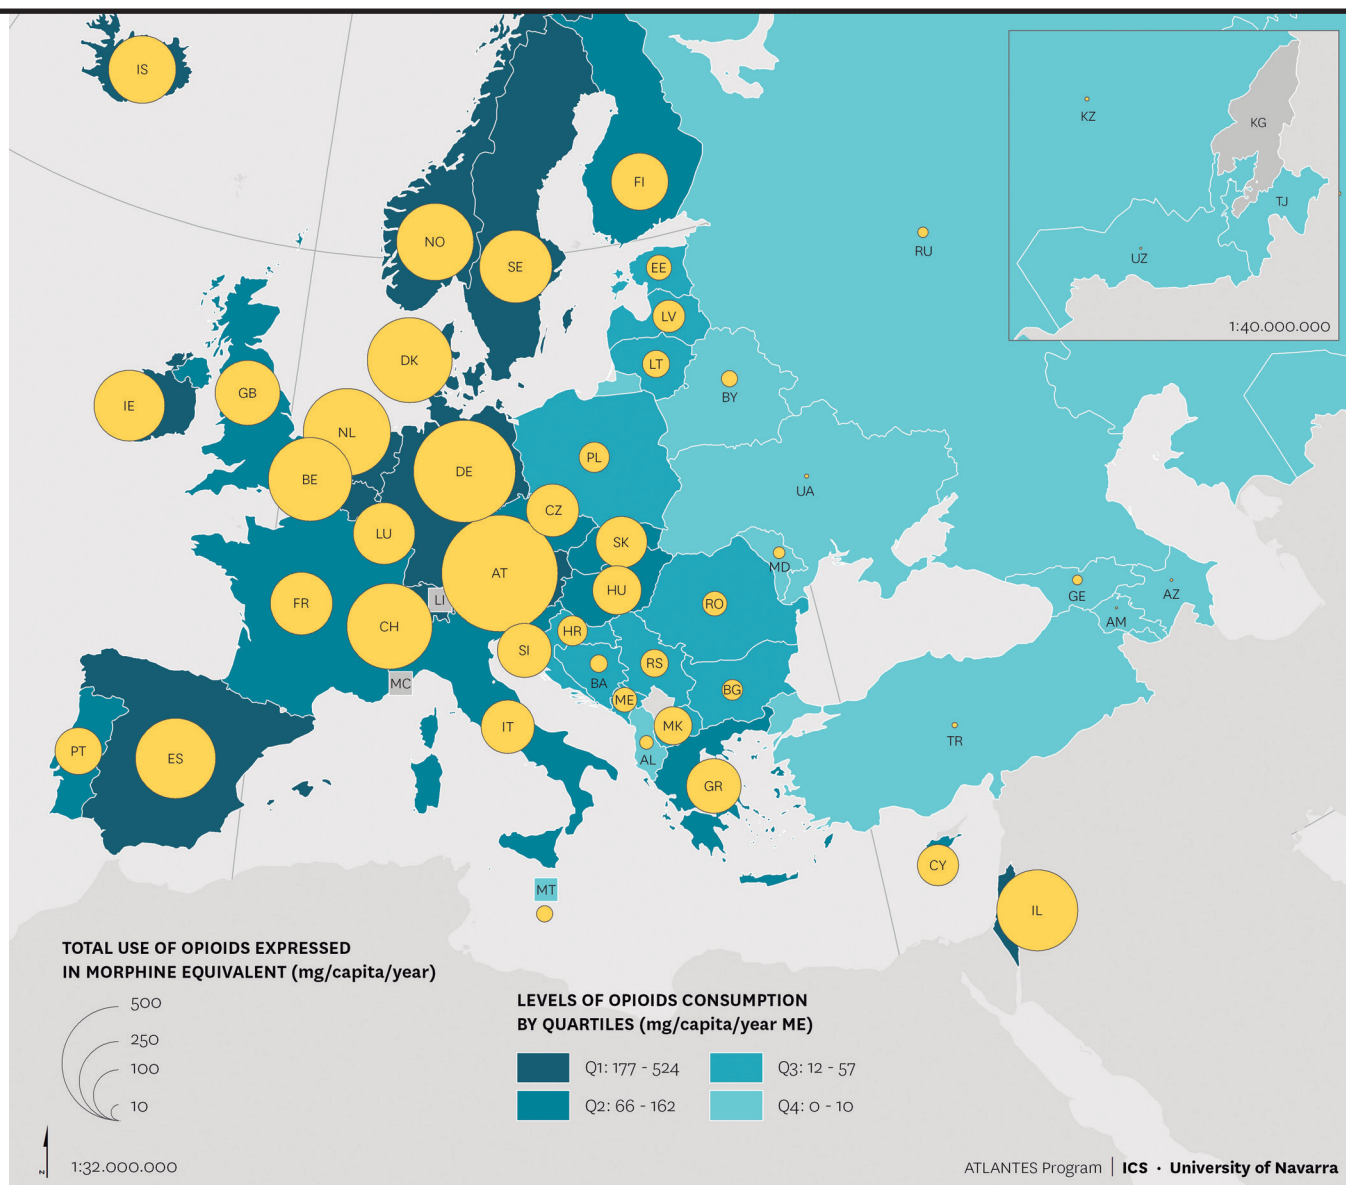 IS
KZ
KG
TJ
UZ
1:40.000.000
FI
NO
SE
RU
EE
LV
DK
LT
BY
IE
GB
NL
PL
DE
BE
UA
CZ
LU
SK
MD
AT
HU
GE
AZ
LI
FR
RO
AM
CH
HR
SI
RS
BA
MC
BG
ME
MK
IT
TR
PT
ES
AL
GR
CY
MT
IL
TOTAL USE OF OPIOIDS EXPRESSED
IN MORPHINE EQUIVALENT (mg/capita/year)
500
250
100
10
LEVELS OF OPIOIDS CONSUMPTION
BY QUARTILES (mg/capita/year ME)
Q1: 177 - 524
Q3: 12 - 57
Q2: 66 - 162
Q4: 0 - 10
N
1:32.000.000
ATLANTES Program | ICS · University of Navarra